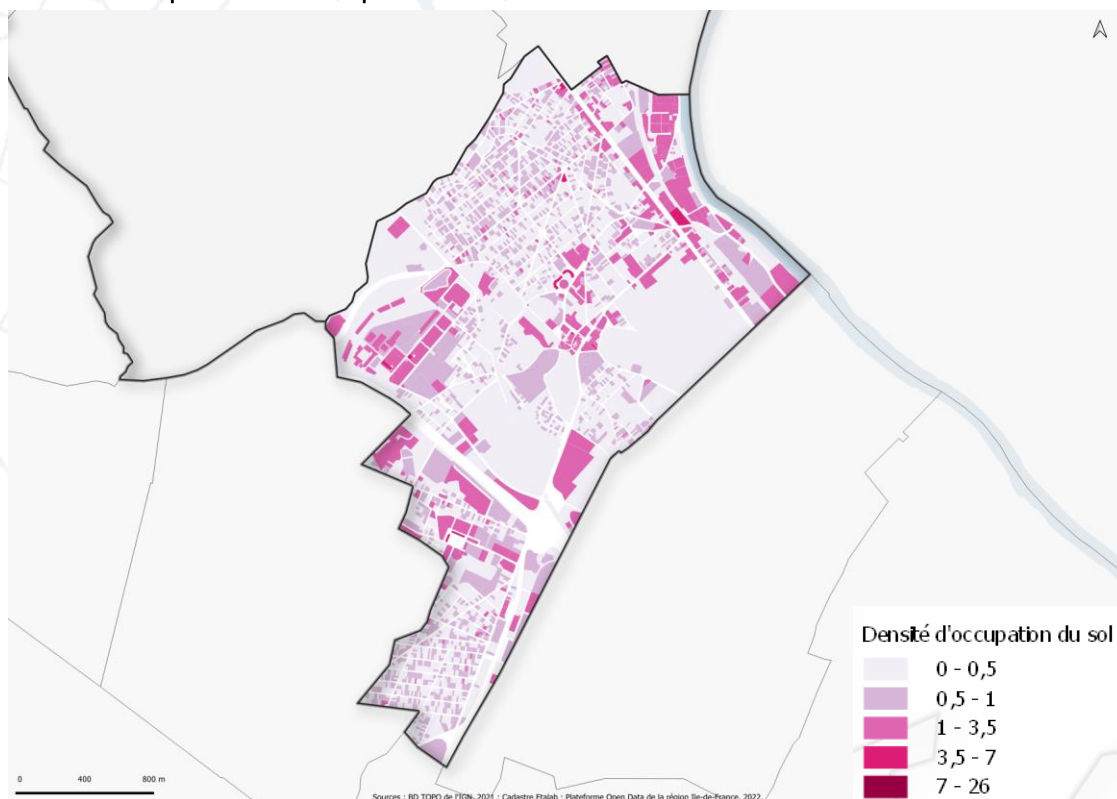 Densité d'occupation du sol
0 - 0,5
0,5 - 1
1 - 3,5
3,5 - 7
7 - 26
0 400 800 m
Sources : BD TOPO de l'IGN, 2021 ; Cadastre Etalab ; Plateforme Open Data de la région Ile-de-France, 2022